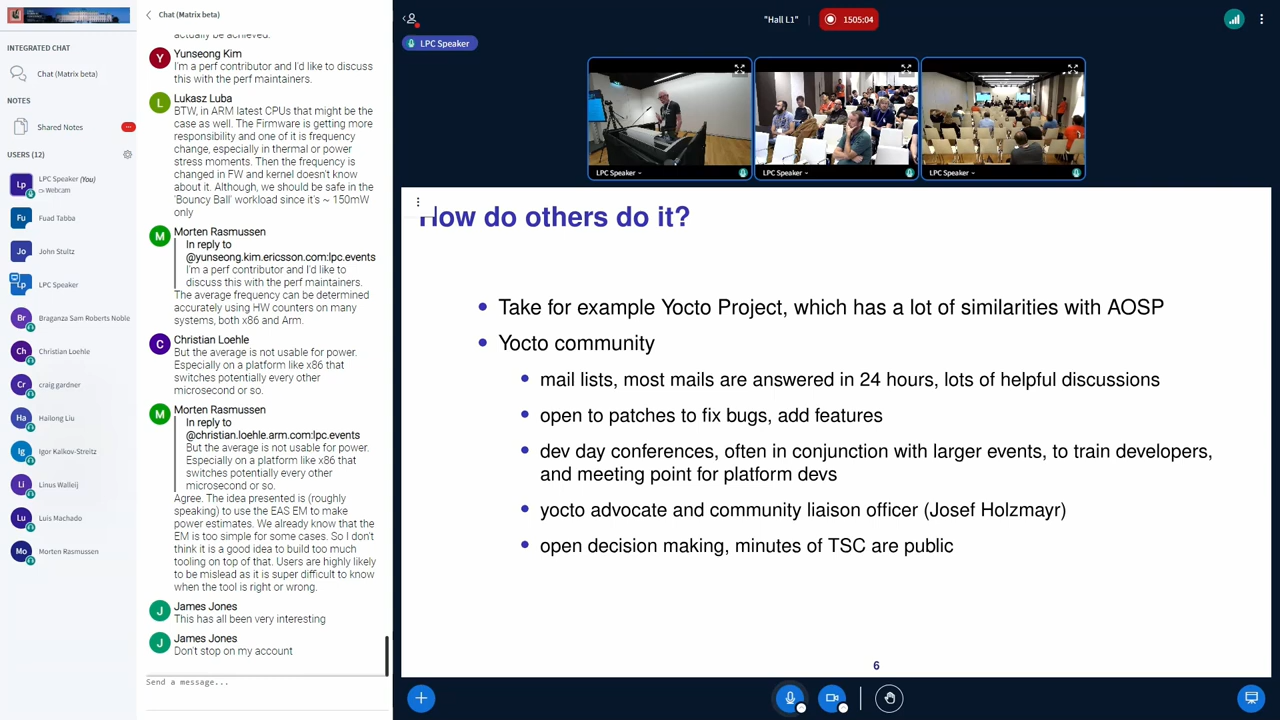 INTEGRATED CHAT
Chat (Matrix beta)
NOTES
Shared Notes
USERS (12)
Lp
LPC Speaker (You)
Webcam
Fu
Fuad Tabba
Jo
John Stultz
Lp
LPC Speaker
Br
Braganza Sam Roberts Noble
Ch
Christian Loehle
Cr
craig gardner
Ha
Hailong Liu
Ig
Igor Kalkov-Streitz
Li
Linus Walleij
Lu
Luis Machado
Mo
Morten Rasmussen
Chat (Matrix beta)
actually be achieved.
Y
Yunseong Kim
I'm a perf contributor and I'd like to discuss
this with the perf maintainers.
L
Lukasz Luba
BTW, in ARM latest CPUs that might be the
case as well. The Firmware is getting more
responsibility and one of it is frequency
change, especially in thermal or power
stress moments. Then the frequency is
changed in FW and kernel doesn't know
about it. Although, we should be safe in the
'Bouncy Ball' workload since it's ~ 150mW
only
M
Morten Rasmussen
In reply to
@yunseong.kim.ericsson.com:lpc.events
I'm a perf contributor and I'd like to
discuss this with the perf maintainers.
The average frequency can be determined
accurately using HW counters on many
systems, both x86 and Arm.
C
Christian Loehle
But the average is not usable for power.
Especially on a platform like x86 that
switches potentially every other
microsecond or so.
M
Morten Rasmussen
In reply to
@christian.loehle.arm.com:lpc.events
But the average is not usable for power.
Especially on a platform like x86 that
switches potentially every other
microsecond or so.
Agree. The idea presented is (roughly
speaking) to use the EAS EM to make
power estimates. We already know that the
EM is too simple for some cases. So I don't
think it is a good idea to build too much
tooling on top of that. Users are highly likely
to be mislead as it is super difficult to know
when the tool is right or wrong.
J
James Jones
This has all been very interesting
J
James Jones
Don't stop on my account
Send a message...
"Hall L1"
1505:04
LPC Speaker
LPC Speaker
LPC Speaker
LPC Speaker
How do others do it?
• Take for example Yocto Project, which has a lot of similarities with AOSP
• Yocto community
• mail lists, most mails are answered in 24 hours, lots of helpful discussions
• open to patches to fix bugs, add features
• dev day conferences, often in conjunction with larger events, to train developers,
and meeting point for platform devs
• yocto advocate and community liaison officer (Josef Holzmayr)
• open decision making, minutes of TSC are public
6